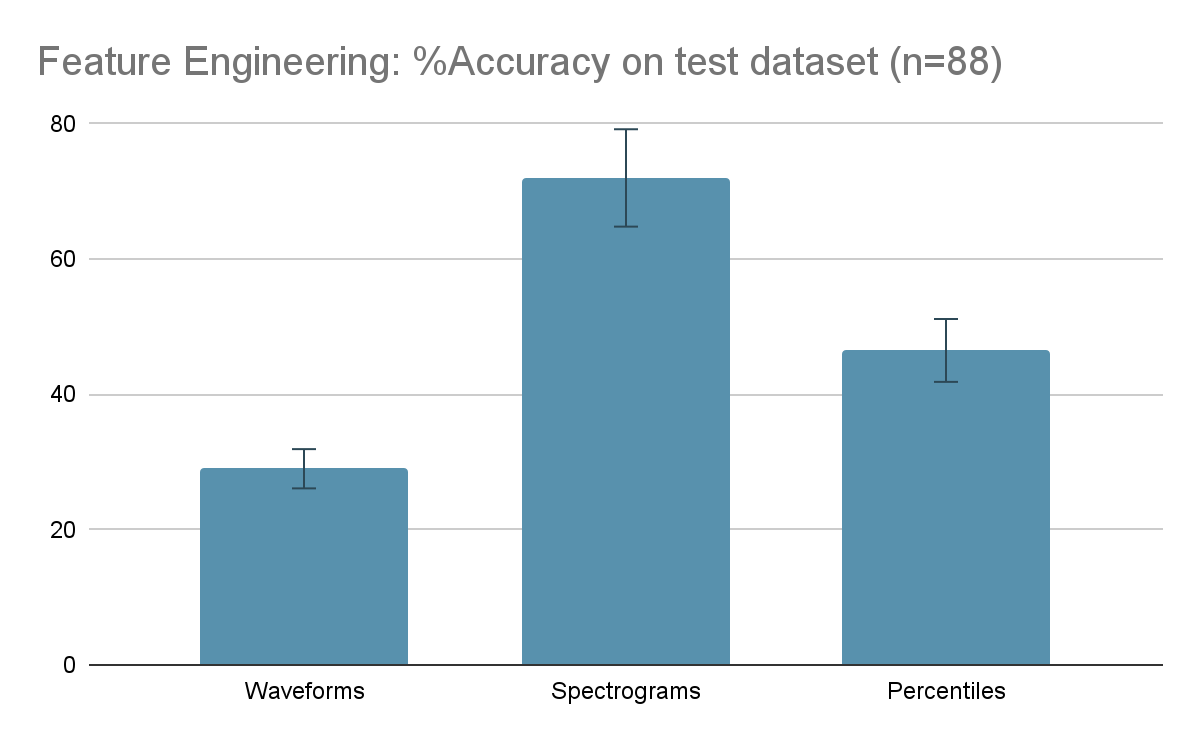 Feature Engineering: %Accuracy on test dataset (n=88)
80
60
40
20
0
Waveforms
Spectrograms
Percentiles